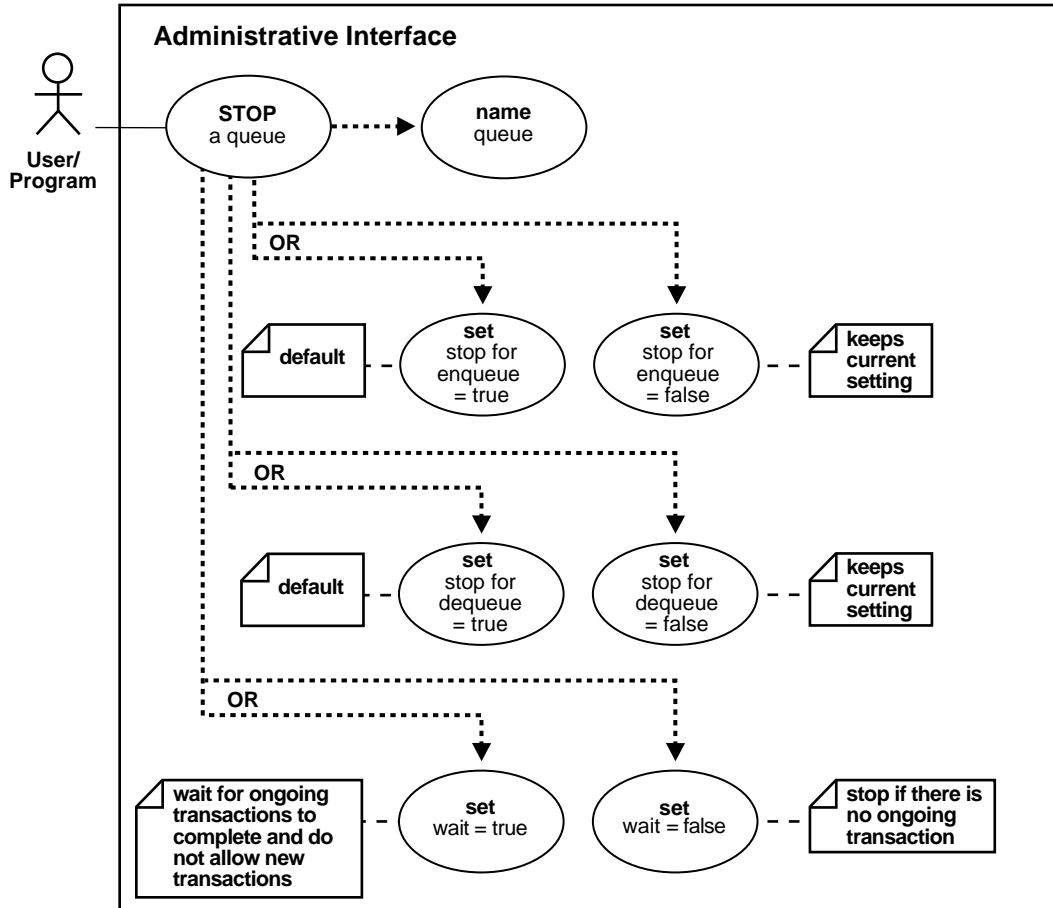 Administrative Interface
User/
Program
STOP
a queue
name
queue
OR
default
set
stop for
enqueue
= true
set
stop for
enqueue
= false
keeps
current
setting
OR
default
set
stop for
dequeue
= true
set
stop for
dequeue
= false
keeps
current
setting
OR
wait for ongoing
transactions to
complete and do
not allow new
transactions
set
wait = true
set
wait = false
stop if there is
no ongoing
transaction